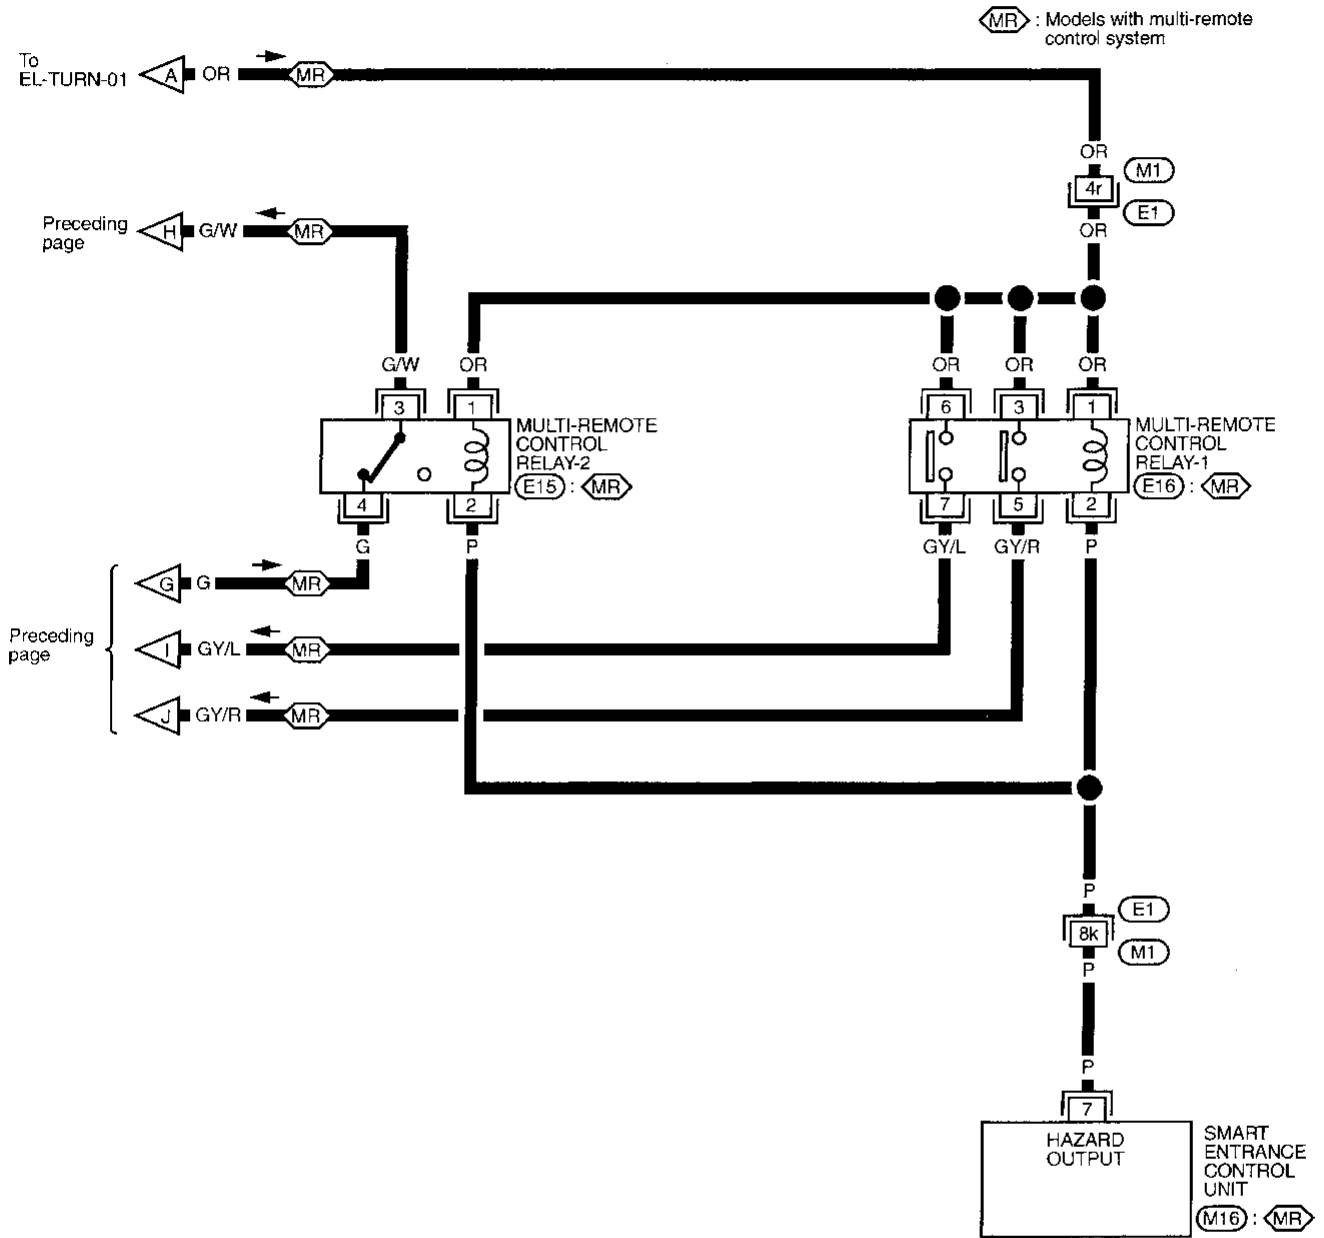 MR : Models with multi-remote
control system
To
EL-TURN-01
A OR MR
OR
4r
M1
E1
OR
Preceding
page
H G/W MR
G/W OR OR OR OR
3 1 6 3 1
MULTI-REMOTE
CONTROL
RELAY-2
E15 : MR
MULTI-REMOTE
CONTROL
RELAY-1
E16 : MR
4 2 7 5 2
G P GY/L GY/R P
Preceding
page
G G MR
I GY/L MR
J GY/R MR
P
E1
8k
M1
P
P
7
HAZARD
OUTPUT
SMART
ENTRANCE
CONTROL
UNIT
M16 : MR